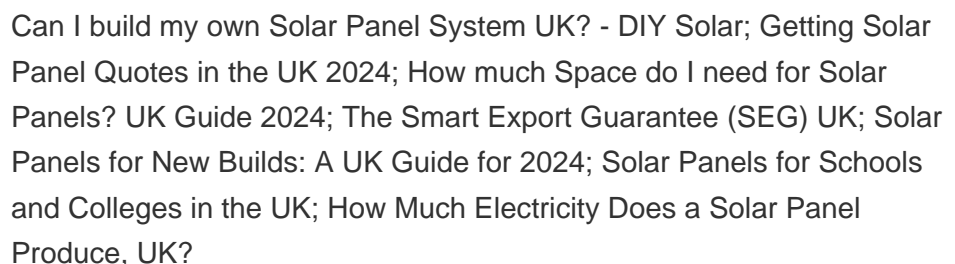 Can I build my own Solar Panel System UK? - DIY Solar; Getting Solar
Panel Quotes in the UK 2024; How much Space do I need for Solar
Panels? UK Guide 2024; The Smart Export Guarantee (SEG) UK; Solar
Panels for New Builds: A UK Guide for 2024; Solar Panels for Schools
and Colleges in the UK; How Much Electricity Does a Solar Panel
Produce, UK?